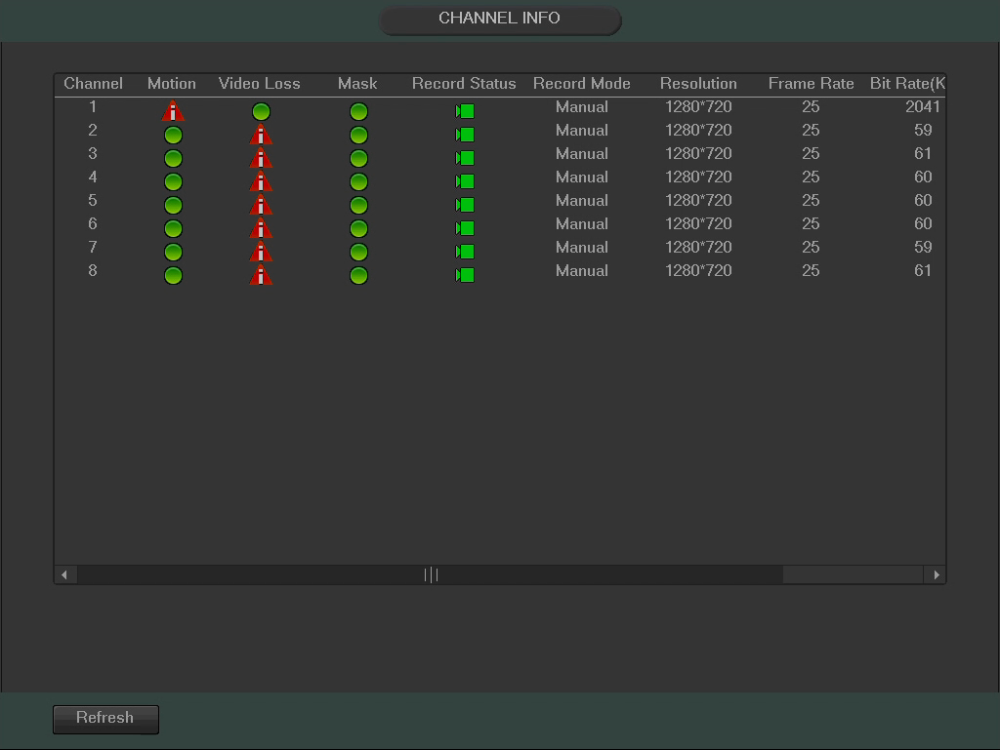 CHANNEL INFO
Channel Motion Video Loss Mask Record Status Record Mode Resolution Frame Rate Bit Rate(K
1 Manual 1280*720 25 2041
2 Manual 1280*720 25 59
3 Manual 1280*720 25 61
4 Manual 1280*720 25 60
5 Manual 1280*720 25 60
6 Manual 1280*720 25 60
7 Manual 1280*720 25 59
8 Manual 1280*720 25 61
Refresh